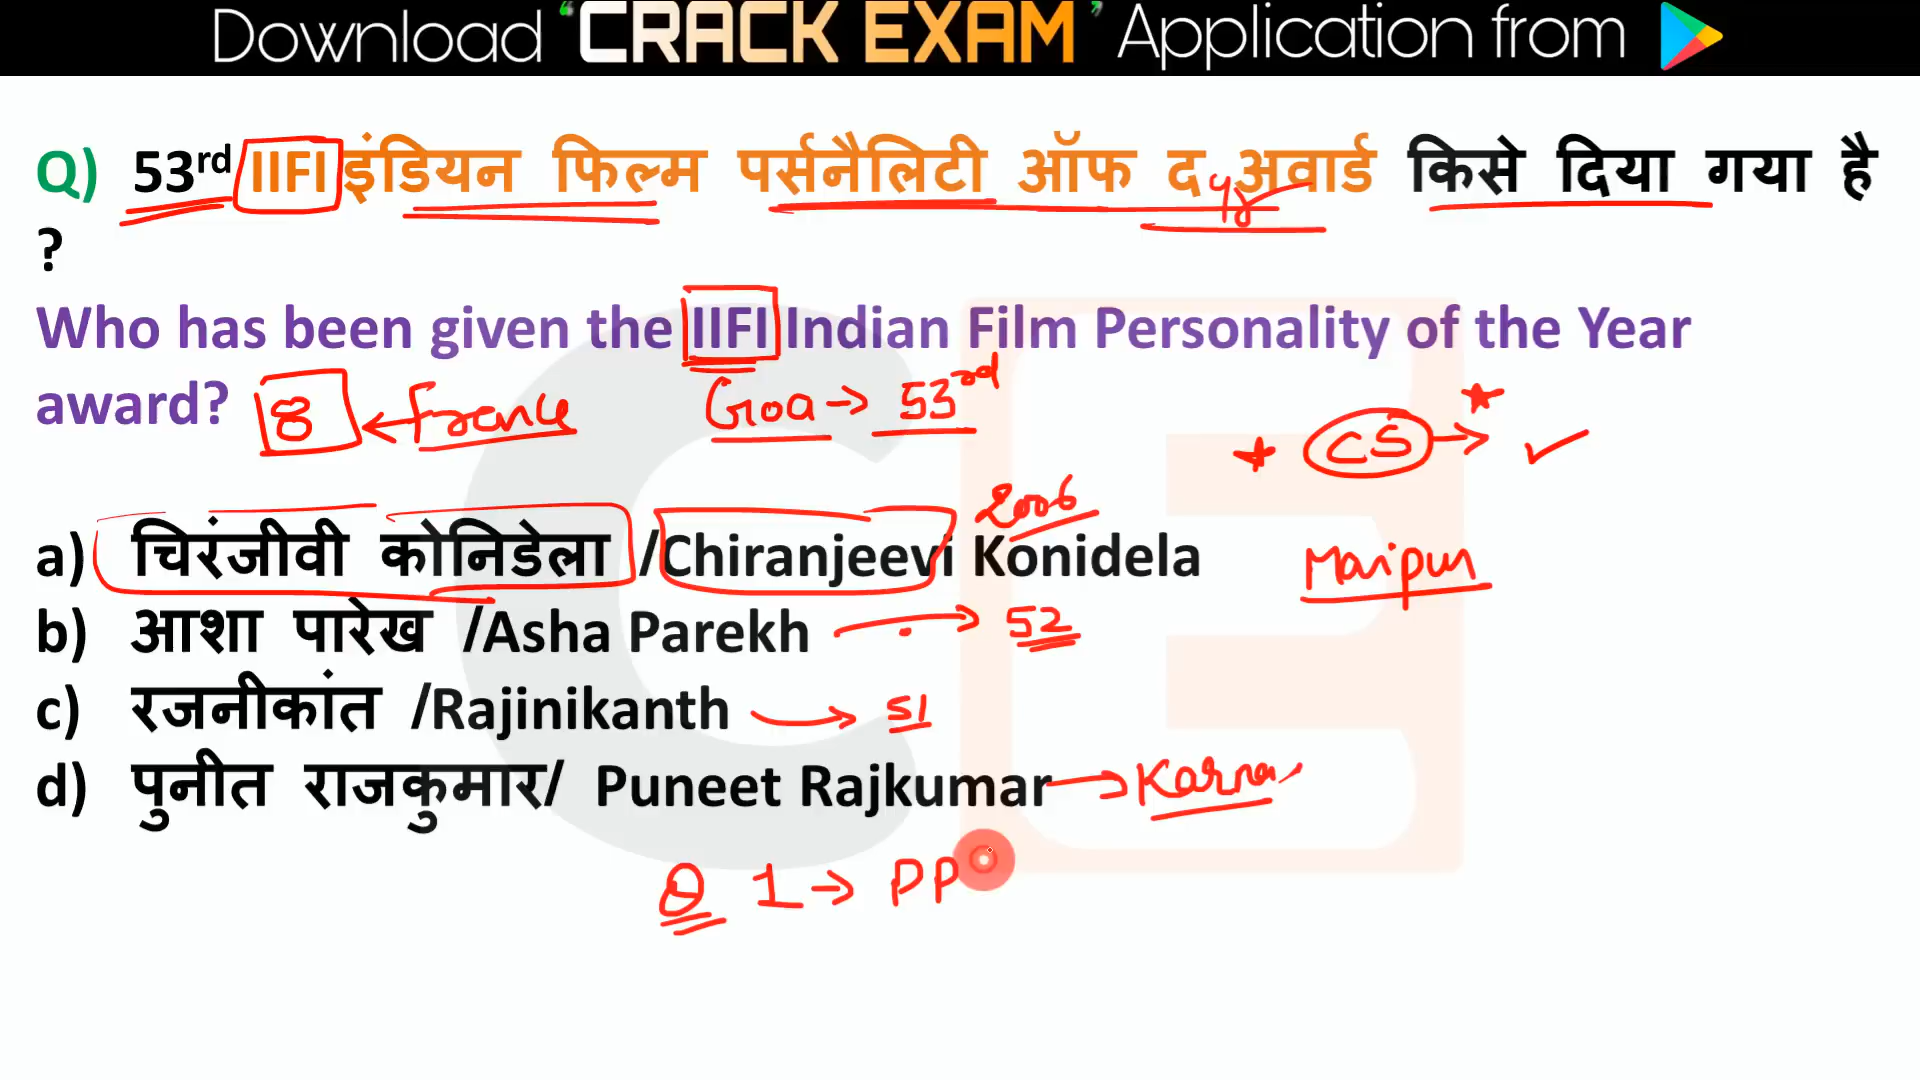 Download ‘CRACK EXAM’ Application from
Q) 53rd IIFI इंडियन फिल्म पर्सनैलिटी ऑफ द अवार्ड किसे दिया गया है
yr
?
Who has been given the IIFI Indian Film Personality of the Year
award? 8 ← Goa → 53rd
CS →
2006
a) चिरंजीवी कोनिडेला /Chiranjeevi Konidela
b) आशा पारेख /Asha Parekh → 52
c) रजनीकांत /Rajinikanth → 51
d) पुनीत राजकुमार/ Puneet Rajkumar → Karna
Q 1 → PP
CE